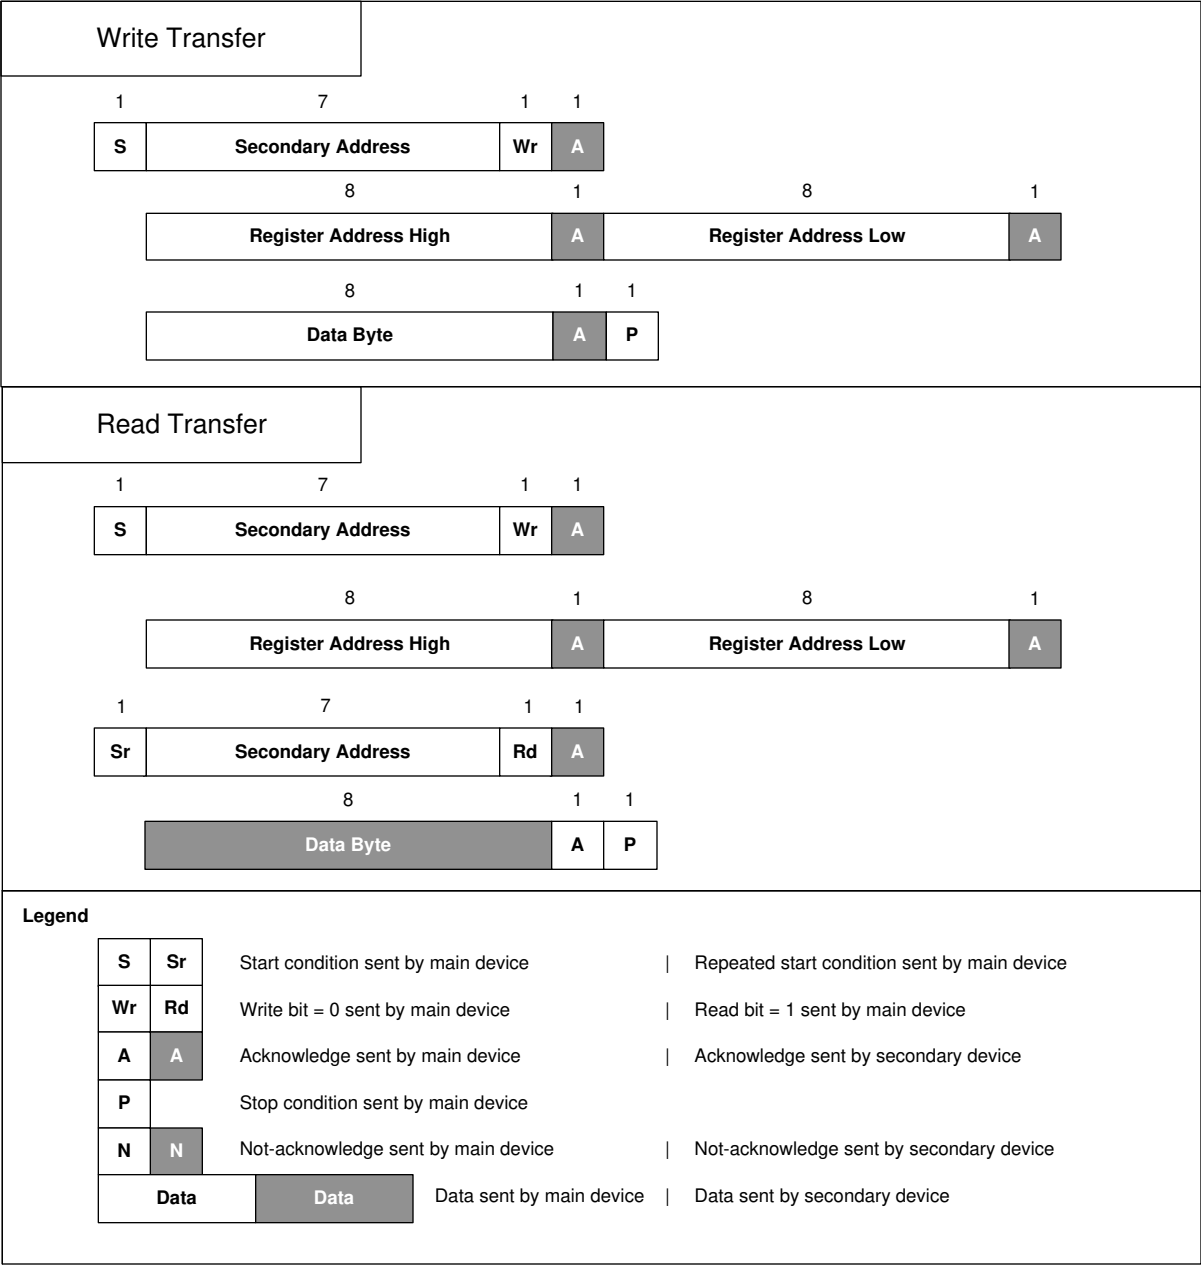 Write Transfer
1 7 1 1
S Secondary Address Wr A
8 1 8 1
Register Address High A Register Address Low A
8 1 1
Data Byte A P
Read Transfer
1 7 1 1
S Secondary Address Wr A
8 1 8 1
Register Address High A Register Address Low A
1 7 1 1
Sr Secondary Address Rd A
8 1 1
Data Byte A P
Legend
S Sr Start condition sent by main device | Repeated start condition sent by main device
Wr Rd Write bit = 0 sent by main device | Read bit = 1 sent by main device
A A Acknowledge sent by main device | Acknowledge sent by secondary device
P Stop condition sent by main device
N N Not-acknowledge sent by main device | Not-acknowledge sent by secondary device
Data Data Data sent by main device | Data sent by secondary device